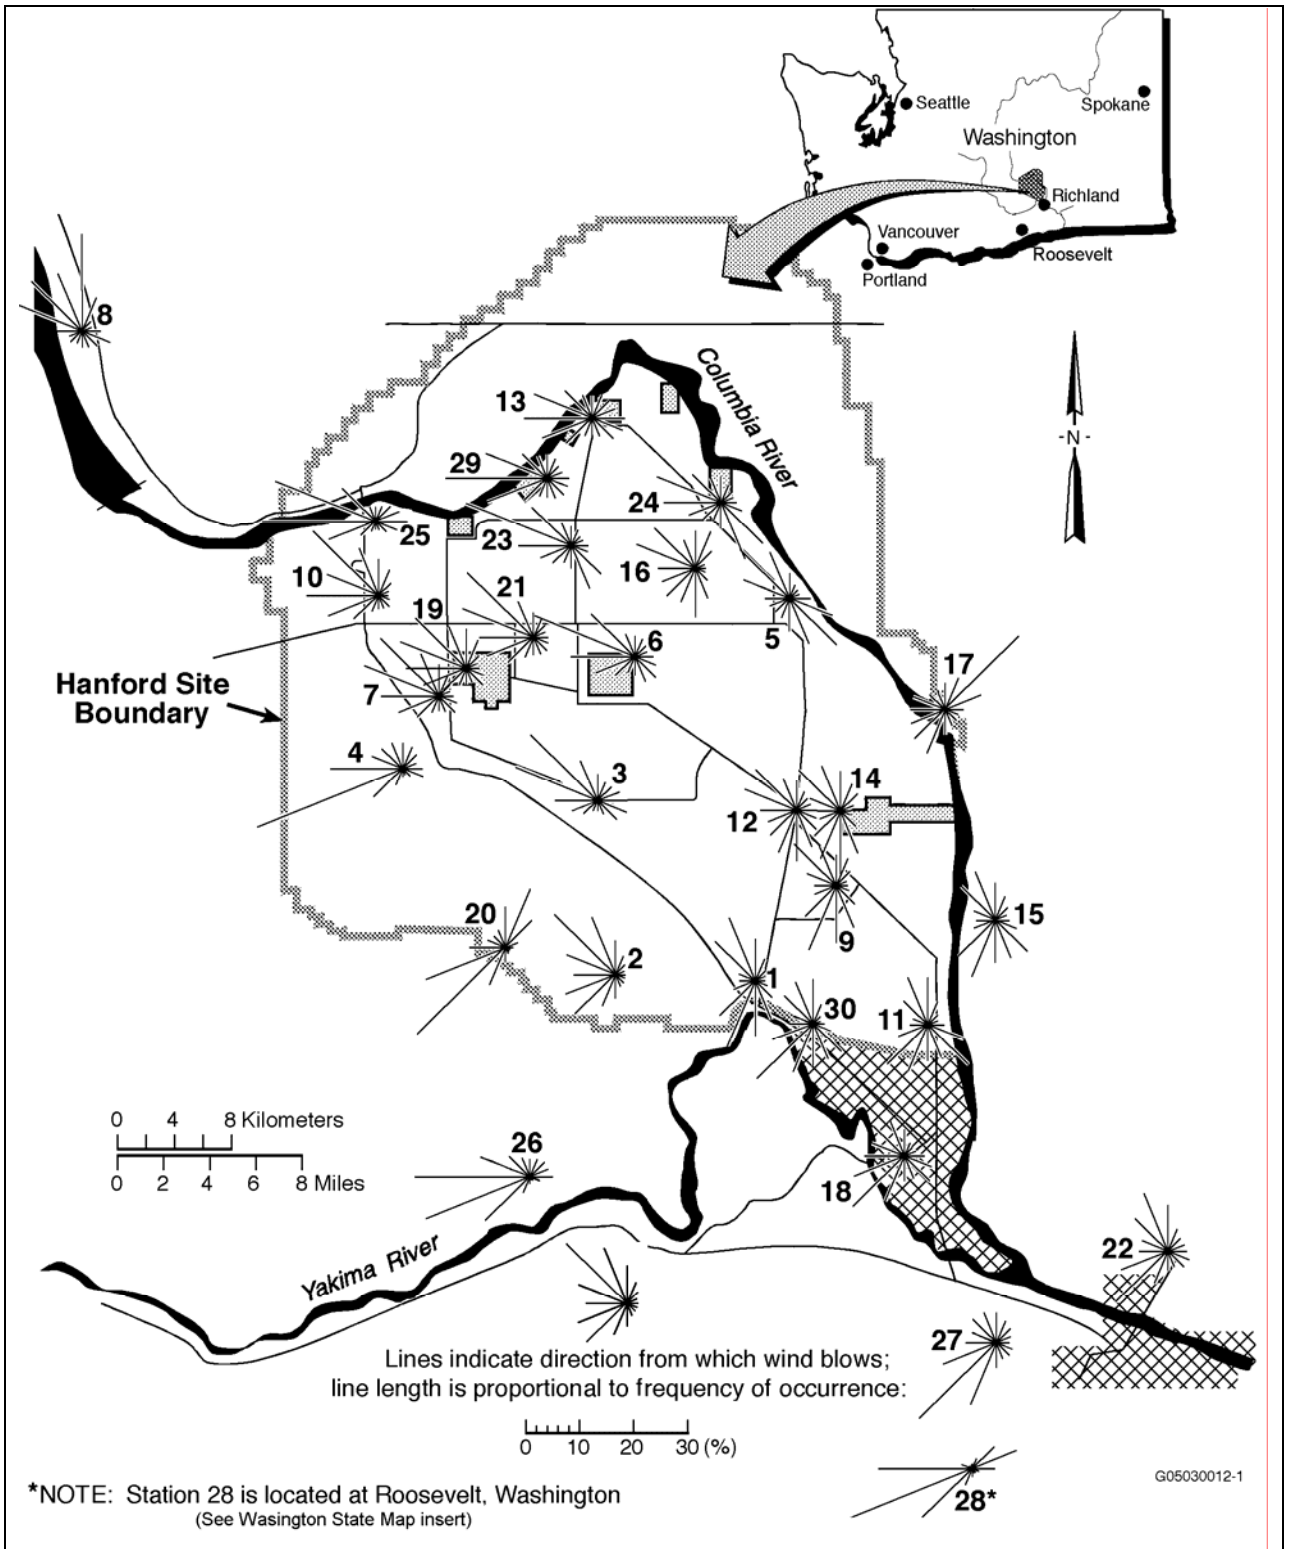 Seattle
Spokane
Washington
Richland
Vancouver
Roosevelt
Portland
8
Columbia River
13
-N-
29
24
25
23
16
10
21
19
6
5
17
Hanford Site
Boundary
7
4
3
14
12
20
15
9
2
1
30
11
0 4 8 Kilometers
0 2 4 6 8 Miles
26
18
22
Yakima River
27
Lines indicate direction from which wind blows;
line length is proportional to frequency of occurrence:
0 10 20 30 (%)
G05030012-1
28*
*NOTE: Station 28 is located at Roosevelt, Washington
(See Wasington State Map insert)